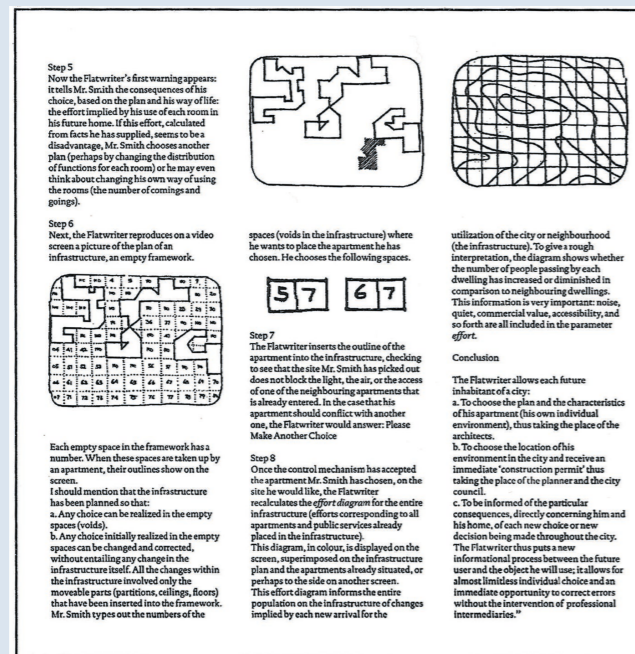 Step 5
Now the Flatwriter's first warning appears:
it tells Mr. Smith the consequences of his
choice, based on the plan and his way of life:
the effort implied by his use of each room in
his future home. If this effort, calculated
from facts he has supplied, seems to be a
disadvantage, Mr. Smith chooses another
plan (perhaps by changing the distribution
of functions for each room) or he may even
think about changing his own way of using
the rooms (the number of comings and
goings).
Step 6
Next, the Flatwriter reproduces on a video
screen a picture of the plan of an
infrastructure, an empty framework.
Each empty space in the framework has a
number. When these spaces are taken up by
an apartment, their outlines show on the
screen.
I should mention that the infrastructure
has been planned so that:
a. Any choice can be realized in the empty
spaces (voids).
b. Any choice initially realized in the empty
spaces can be changed and corrected,
without entailing any change in the
infrastructure itself. All the changes within
the infrastructure involved only the
moveable parts (partitions, ceilings, floors)
that have been inserted into the framework.
Mr. Smith types out the numbers of the
spaces (voids in the infrastructure) where
he wants to place the apartment he has
chosen. He chooses the following spaces.
57 67
Step 7
The Flatwriter inserts the outline of the
apartment into the infrastructure, checking
to see that the site Mr. Smith has picked out
does not block the light, the air, or the access
of one of the neighbouring apartments that
is already entered. In the case that his
apartment should conflict with another
one, the Flatwriter would answer: Please
Make Another Choice
Step 8
Once the control mechanism has accepted
the apartment Mr. Smith has chosen, on the
site he would like, the Flatwriter
recalculates the effort diagram for the entire
infrastructure (efforts corresponding to all
apartments and public services already
placed in the infrastructure).
This diagram, in colour, is displayed on the
screen, superimposed on the infrastructure
plan and the apartments already situated, or
perhaps to the side on another screen.
This effort diagram informs the entire
population on the infrastructure of changes
implied by each new arrival for the
utilization of the city or neighbourhood
(the infrastructure). To give a rough
interpretation, the diagram shows whether
the number of people passing by each
dwelling has increased or diminished in
comparison to neighbouring dwellings.
This information is very important: noise,
quiet, commercial value, accessibility, and
so forth are all included in the parameter
effort.
Conclusion
The Flatwriter allows each future
inhabitant of a city:
a. To choose the plan and the characteristics
of his apartment (his own individual
environment), thus taking the place of the
architects.
b. To choose the location of his
environment in the city and receive an
immediate 'construction permit' thus
taking the place of the planner and the city
council.
c. To be informed of the particular
consequences, directly concerning him and
his home, of each new choice or new
decision being made throughout the city.
The Flatwriter thus puts a new
informational process between the future
user and the object he will use; it allows for
almost limitless individual choice and an
immediate opportunity to correct errors
without the intervention of professional
intermediaries."